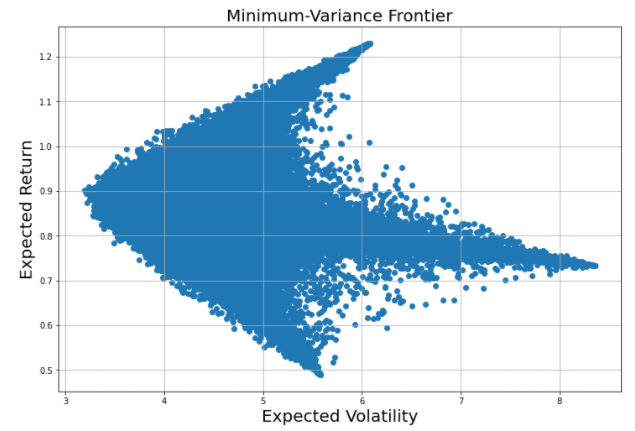 Minimum-Variance Frontier
Expected Return
1.2
1.1
1.0
0.9
0.8
0.7
0.6
0.5
3 4 5 6 7 8
Expected Volatility